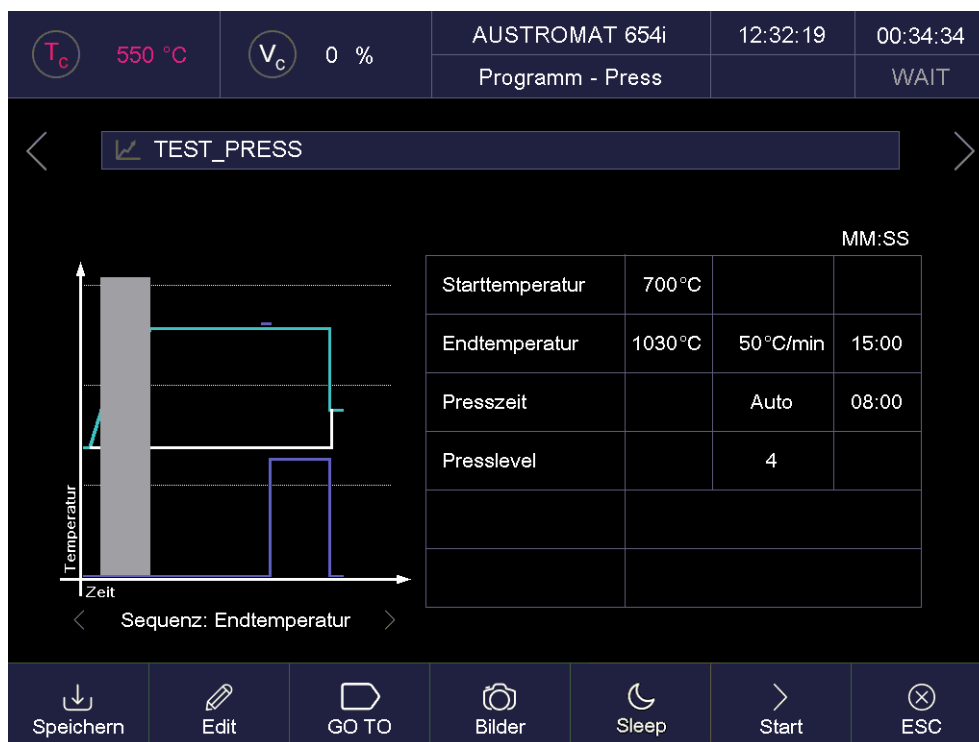 Tc 550 °C Vc 0 % AUSTROMAT 654i 12:32:19 00:34:34
Programm - Press WAIT
TEST_PRESS
MM:SS
Starttemperatur 700°C
Endtemperatur 1030°C 50°C/min 15:00
Presszeit Auto 08:00
Presslevel 4
Temperatur
Zeit
Sequenz: Endtemperatur
Speichern Edit GO TO Bilder Sleep Start ESC